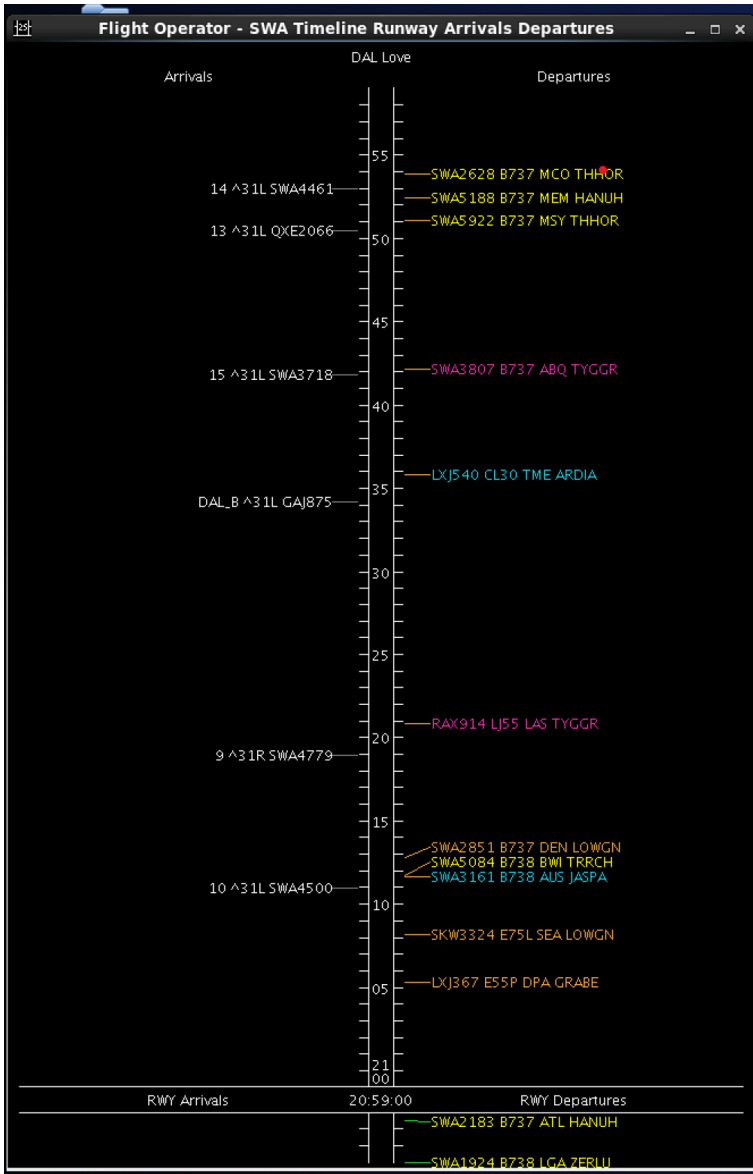 Flight Operator - SWA Timeline Runway Arrivals Departures
DAL Love
Arrivals
Departures
55
SWA2628 B737 MCO THHOR
14 ^31L SWA4461
SWA5188 B737 MEM HANUH
SWA5922 B737 MSY THHOR
13 ^31L QXE2066
50
45
SWA3807 B737 ABQ TYGGR
15 ^31L SWA3718
40
LXJ540 CL30 TME ARDIA
35
DAL_B ^31L GAJ875
30
25
RAX914 LJ55 LAS TYGGR
20
9 ^31R SWA4779
15
SWA2851 B737 DEN LOWGN
SWA5084 B738 BWI TRRCH
SWA3161 B738 AUS JASPA
10 ^31L SWA4500
10
SKW3324 E75L SEA LOWGN
LXJ367 E55P DPA GRABE
05
21
00
RWY Arrivals
20:59:00
RWY Departures
SWA2183 B737 ATL HANUH
SWA1924 B738 LGA ZERLU